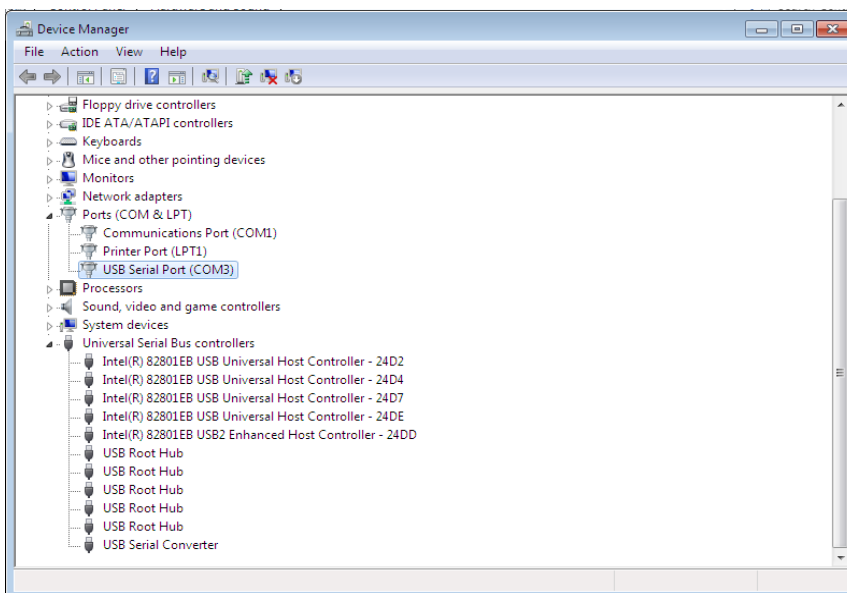 Device Manager
File Action View Help
Floppy drive controllers
IDE ATA/ATAPI controllers
Keyboards
Mice and other pointing devices
Monitors
Network adapters
Ports (COM & LPT)
Communications Port (COM1)
Printer Port (LPT1)
USB Serial Port (COM3)
Processors
Sound, video and game controllers
System devices
Universal Serial Bus controllers
Intel(R) 82801EB USB Universal Host Controller - 24D2
Intel(R) 82801EB USB Universal Host Controller - 24D4
Intel(R) 82801EB USB Universal Host Controller - 24D7
Intel(R) 82801EB USB Universal Host Controller - 24DE
Intel(R) 82801EB USB2 Enhanced Host Controller - 24DD
USB Root Hub
USB Root Hub
USB Root Hub
USB Root Hub
USB Root Hub
USB Serial Converter